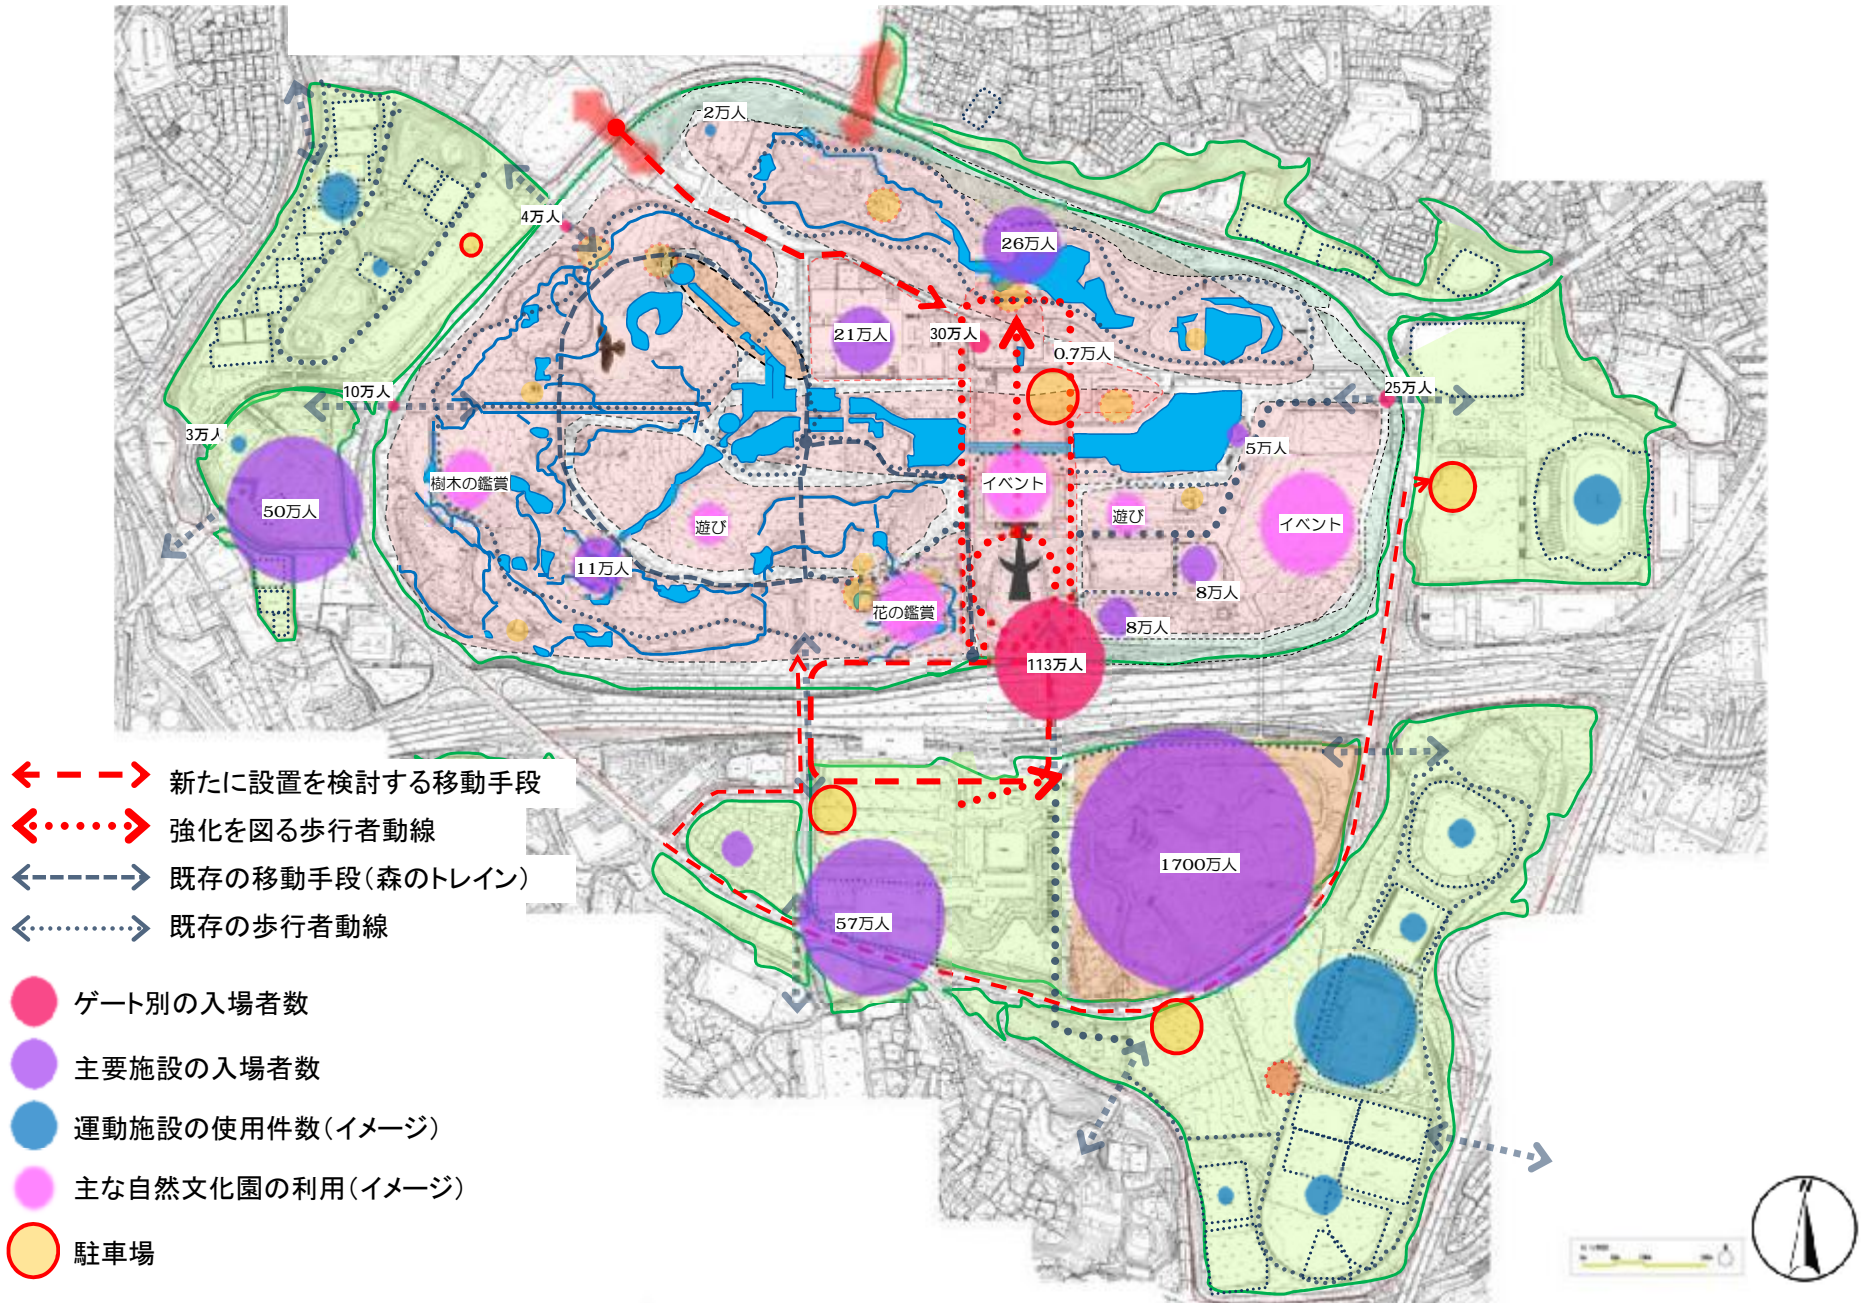 2万人
4万人
26万人
21万人
30万人
0.7万人
10万人
25万人
3万人
5万人
樹木の鑑賞
イベント
50万人
遊び
遊び
イベント
11万人
8万人
花の鑑賞
8万人
113万人
1700万人
57万人
新たに設置を検討する移動手段
強化を図る歩行者動線
既存の移動手段(森のトレイン)
既存の歩行者動線
ゲート別の入場者数
主要施設の入場者数
運動施設の使用件数(イメージ)
主な自然文化園の利用(イメージ)
駐車場